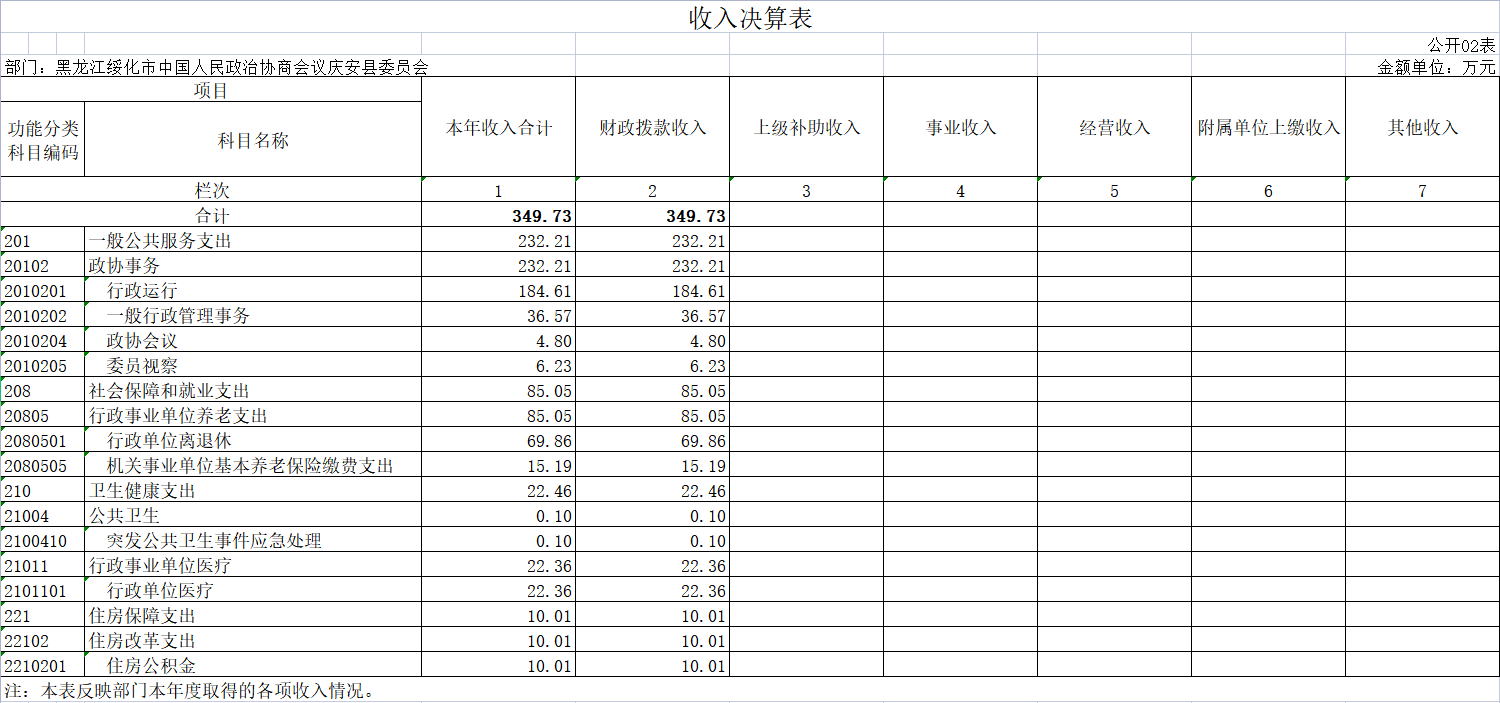 收入决算表
公开02表
部门：黑龙江绥化市中国人民政治协商会议庆安县委员会 金额单位：万元
项目 本年收入合计 财政拨款收入 上级补助收入 事业收入 经营收入 附属单位上缴收入 其他收入
功能分类科目编码 科目名称
栏次 1 2 3 4 5 6 7
合计 349.73 349.73
201 一般公共服务支出 232.21 232.21
20102 政协事务 232.21 232.21
2010201 行政运行 184.61 184.61
2010202 一般行政管理事务 36.57 36.57
2010204 政协会议 4.80 4.80
2010205 委员视察 6.23 6.23
208 社会保障和就业支出 85.05 85.05
20805 行政事业单位养老支出 85.05 85.05
2080501 行政单位离退休 69.86 69.86
2080505 机关事业单位基本养老保险缴费支出 15.19 15.19
210 卫生健康支出 22.46 22.46
21004 公共卫生 0.10 0.10
2100410 突发公共卫生事件应急处理 0.10 0.10
21011 行政事业单位医疗 22.36 22.36
2101101 行政单位医疗 22.36 22.36
221 住房保障支出 10.01 10.01
22102 住房改革支出 10.01 10.01
2210201 住房公积金 10.01 10.01
注：本表反映部门本年度取得的各项收入情况。